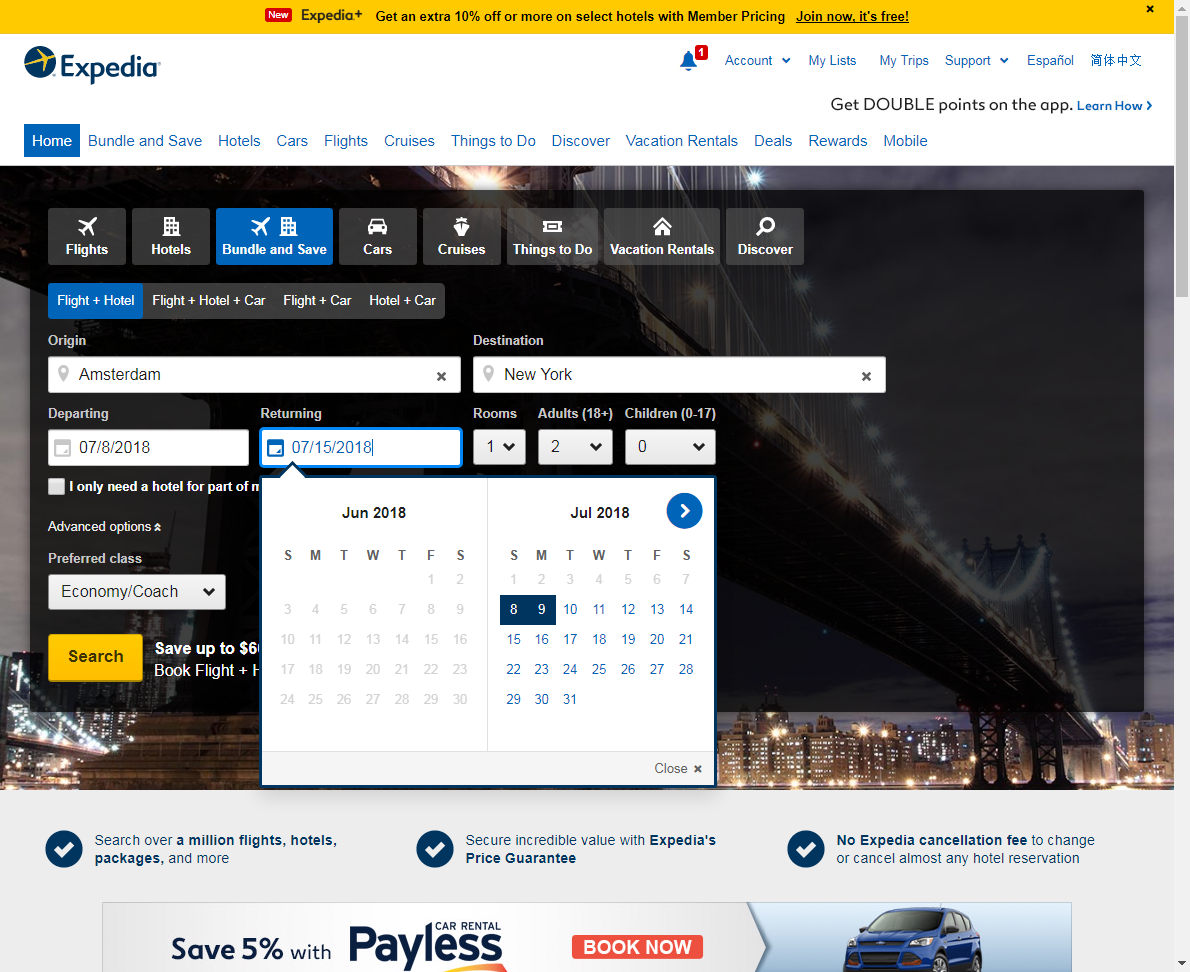 New Expedia+ Get an extra 10% off or more on select hotels with Member Pricing Join now, it's free!
Expedia
1 Account My Lists My Trips Support Español 简体中文
Get DOUBLE points on the app. Learn How
Home Bundle and Save Hotels Cars Flights Cruises Things to Do Discover Vacation Rentals Deals Rewards Mobile
Flights Hotels Bundle and Save Cars Cruises Things to Do Vacation Rentals Discover
Flight + Hotel Flight + Hotel + Car Flight + Car Hotel + Car
Origin Destination
Amsterdam New York
Departing Returning Rooms Adults (18+) Children (0-17)
07/8/2018 07/15/2018 1 2 0
I only need a hotel for part of m
Advanced options
Preferred class
Economy/Coach
Search
Save up to $6
Book Flight + H
Jun 2018
S M T W T F S
1 2
3 4 5 6 7 8 9
10 11 12 13 14 15 16
17 18 19 20 21 22 23
24 25 26 27 28 29 30
Jul 2018
S M T W T F S
1 2 3 4 5 6 7
8 9 10 11 12 13 14
15 16 17 18 19 20 21
22 23 24 25 26 27 28
29 30 31
Close
Search over a million flights, hotels,
packages, and more
Secure incredible value with Expedia's
Price Guarantee
No Expedia cancellation fee to change
or cancel almost any hotel reservation
Save 5% with
CAR RENTAL
Payless
BOOK NOW